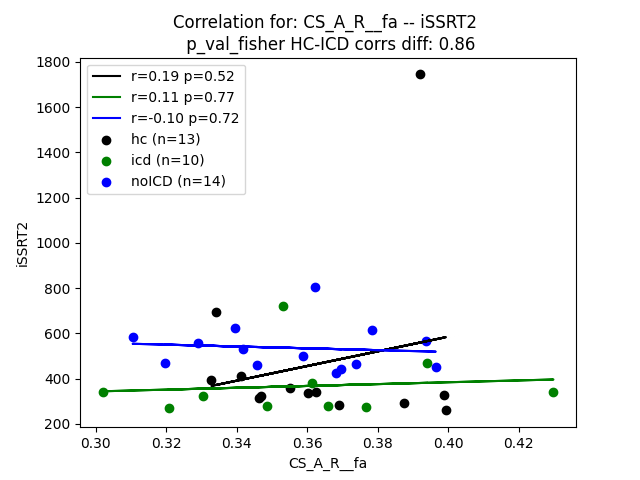 Correlation for: CS_A_R__fa -- iSSRT2
p_val_fisher HC-ICD corrs diff: 0.86
r=0.19 p=0.52
r=0.11 p=0.77
r=-0.10 p=0.72
hc (n=13)
icd (n=10)
noICD (n=14)
iSSRT2
1800
1600
1400
1200
1000
800
600
400
200
0.30 0.32 0.34 0.36 0.38 0.40 0.42
CS_A_R__fa